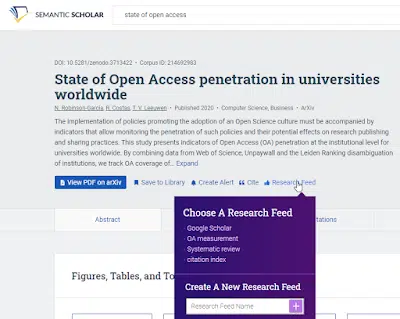 SEMANTIC SCHOLAR
state of open access
DOI: 10.5281/zenodo.3713422 • Corpus ID: 214692983
State of Open Access penetration in universities
worldwide
N. Robinson-Garcia, R. Costas, T. V. Leeuwen • Published 2020 • Computer Science, Business • ArXiv
The implementation of policies promoting the adoption of an Open Science culture must be accompanied by
indicators that allow monitoring the penetration of such policies and their potential effects on research publishing
and sharing practices. This study presents indicators of Open Access (OA) penetration at the institutional level for
universities worldwide. By combining data from Web of Science, Unpaywall and the Leiden Ranking disambiguation
of institutions, we track OA coverage of... Expand
View PDF on arXiv Save to Library Create Alert Cite Research Feed
Choose A Research Feed
· Google Scholar
· OA measurement
· Systematic review
· citation index
Create A New Research Feed
Research Feed Name +
Abstract
tations
Figures, Tables, and To